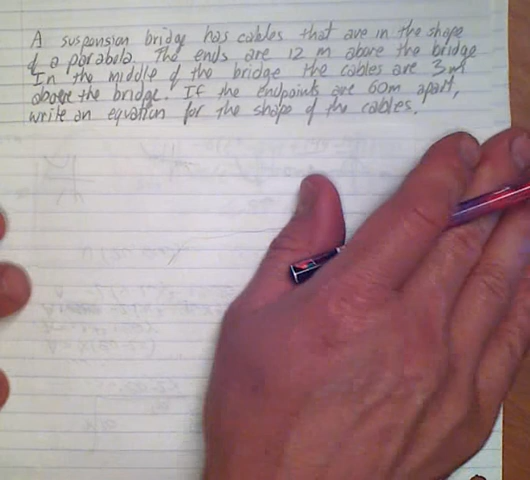 A suspension bridge has cables that are in the shape
of a parabola. The ends are 12 m above the bridge
In the middle of the bridge the cables are 3m
above the bridge. If the endpoints are 60m apart,
write an equation for the shape of the cables.